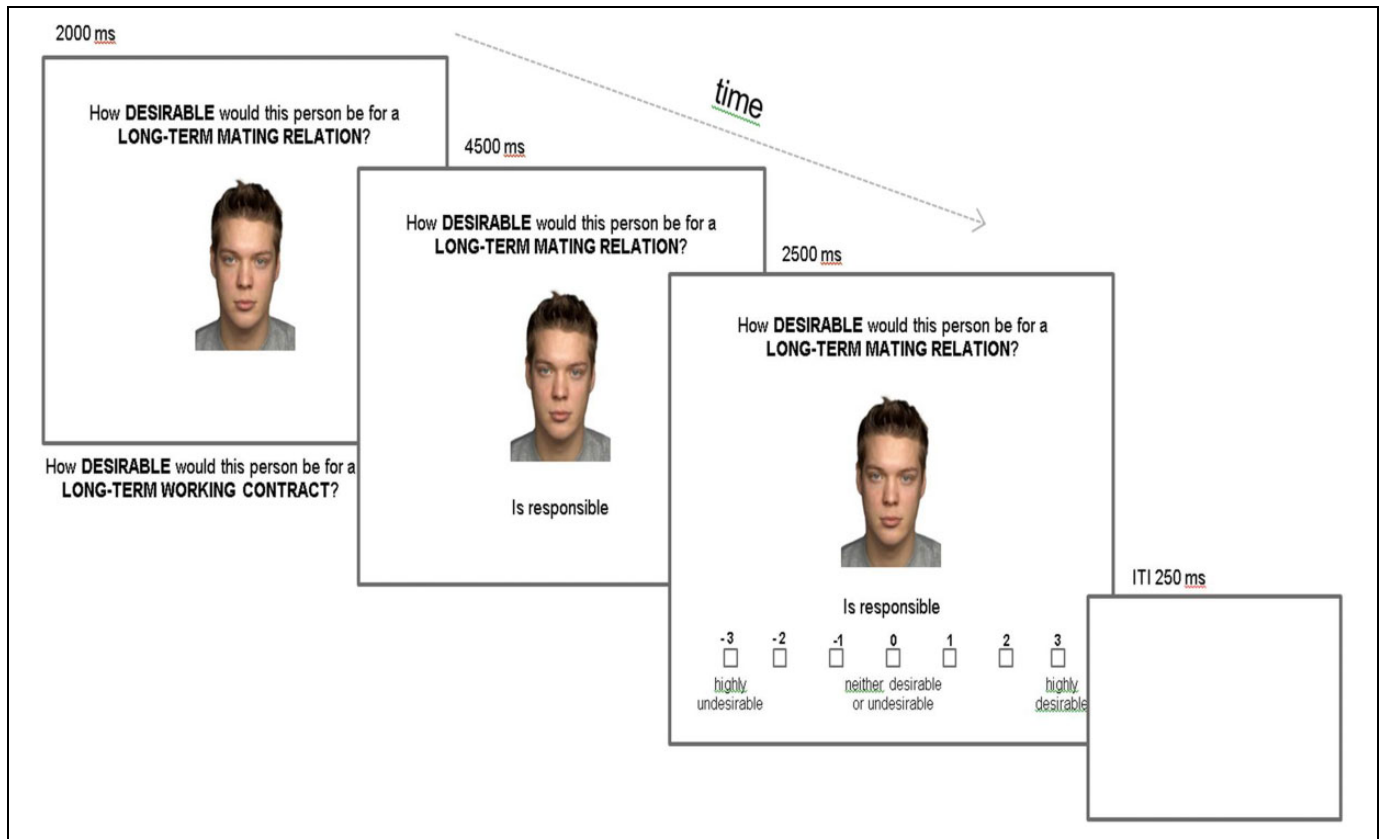 2000 ms
How DESIRABLE would this person be for a
LONG-TERM MATING RELATION?
How DESIRABLE would this person be for a
LONG-TERM WORKING CONTRACT?
time
4500 ms
How DESIRABLE would this person be for a
LONG-TERM MATING RELATION?
Is responsible
2500 ms
How DESIRABLE would this person be for a
LONG-TERM MATING RELATION?
Is responsible
-3 -2 -1 0 1 2 3
highly neither desirable highly
undesirable or undesirable desirable
ITI 250 ms